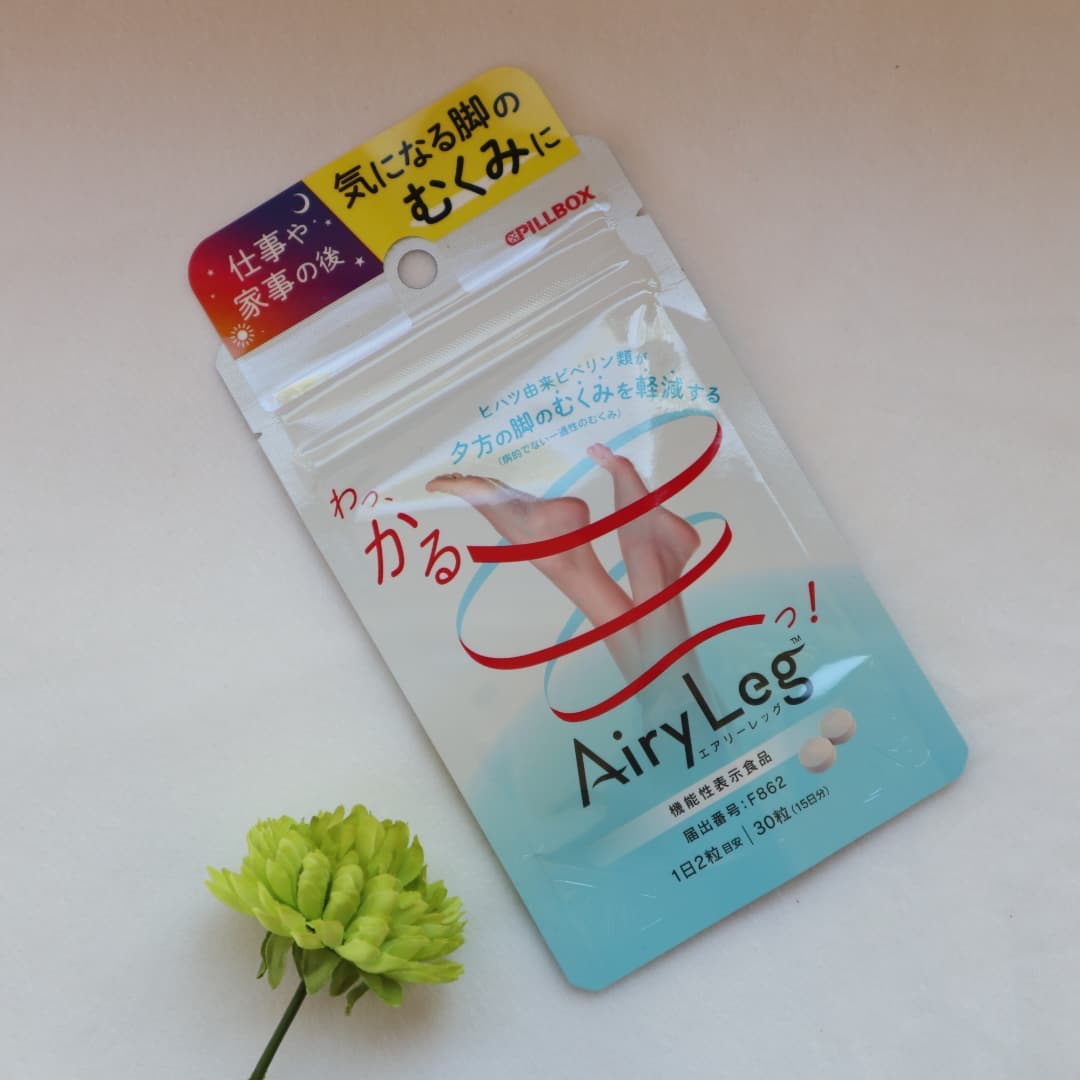 気になる脚の
むくみに
仕事や
家事の後
PILLBOX
ヒハツ由来ピペリン類が
夕方の脚のむくみを軽減する
(病的でない一過性のむくみ)
わっ、
かる
っ!
AiryLeg™
エアリーレッグ
機能性表示食品
届出番号:F862
1日2粒目安|30粒(15日分)